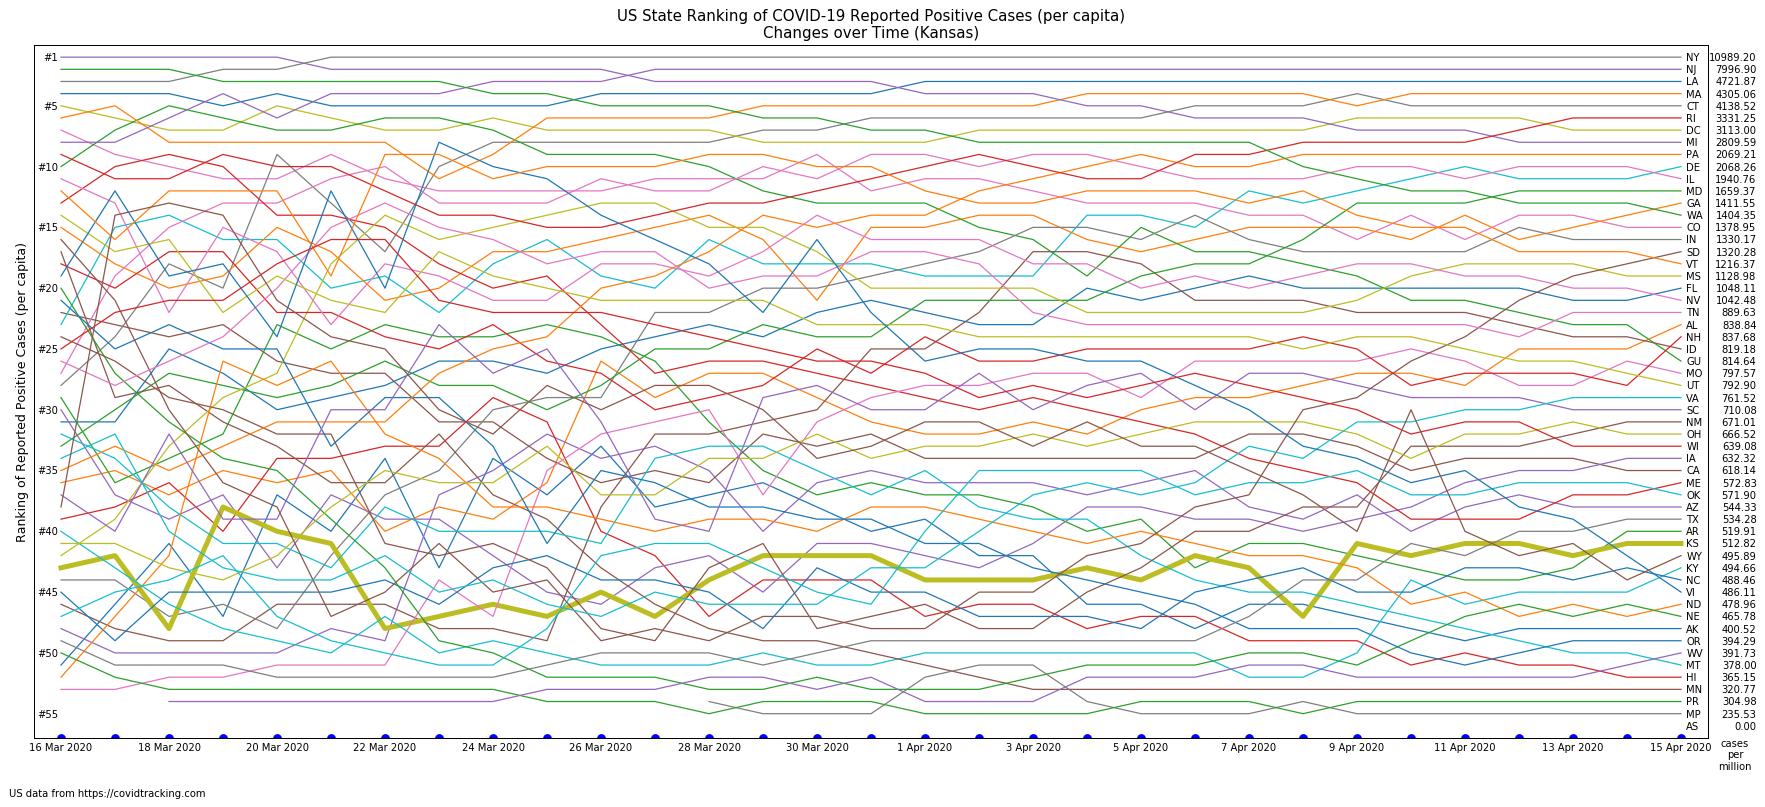 US State Ranking of COVID-19 Reported Positive Cases (per capita)
Changes over Time (Kansas)
Ranking of Reported Positive Cases (per capita)
#1
#5
#10
#15
#20
#25
#30
#35
#40
#45
#50
#55
NY 10989.20
NJ 7996.90
LA 4721.87
MA 4305.06
CT 4138.52
RI 3331.25
DC 3113.00
MI 2809.59
PA 2069.21
DE 2068.26
IL 1940.76
MD 1659.37
GA 1411.55
WA 1404.35
CO 1378.95
IN 1330.17
SD 1320.28
VT 1216.37
MS 1128.98
FL 1048.11
NV 1042.48
TN 889.63
AL 838.84
NH 837.68
ID 819.18
GU 814.64
MO 797.57
UT 792.90
VA 761.52
SC 710.08
NM 671.01
OH 666.52
WI 639.08
IA 632.32
CA 618.14
ME 572.83
OK 571.90
AZ 544.33
TX 534.28
AR 519.91
KS 512.82
WY 495.89
KY 494.66
NC 488.46
VI 486.11
ND 478.96
NE 465.78
AK 400.52
OR 394.29
WV 391.73
MT 378.00
HI 365.15
MN 320.77
PR 304.98
MP 235.53
AS 0.00
16 Mar 2020 18 Mar 2020 20 Mar 2020 22 Mar 2020 24 Mar 2020 26 Mar 2020 28 Mar 2020 30 Mar 2020 1 Apr 2020 3 Apr 2020 5 Apr 2020 7 Apr 2020 9 Apr 2020 11 Apr 2020 13 Apr 2020 15 Apr 2020
cases
per
million
US data from https://covidtracking.com